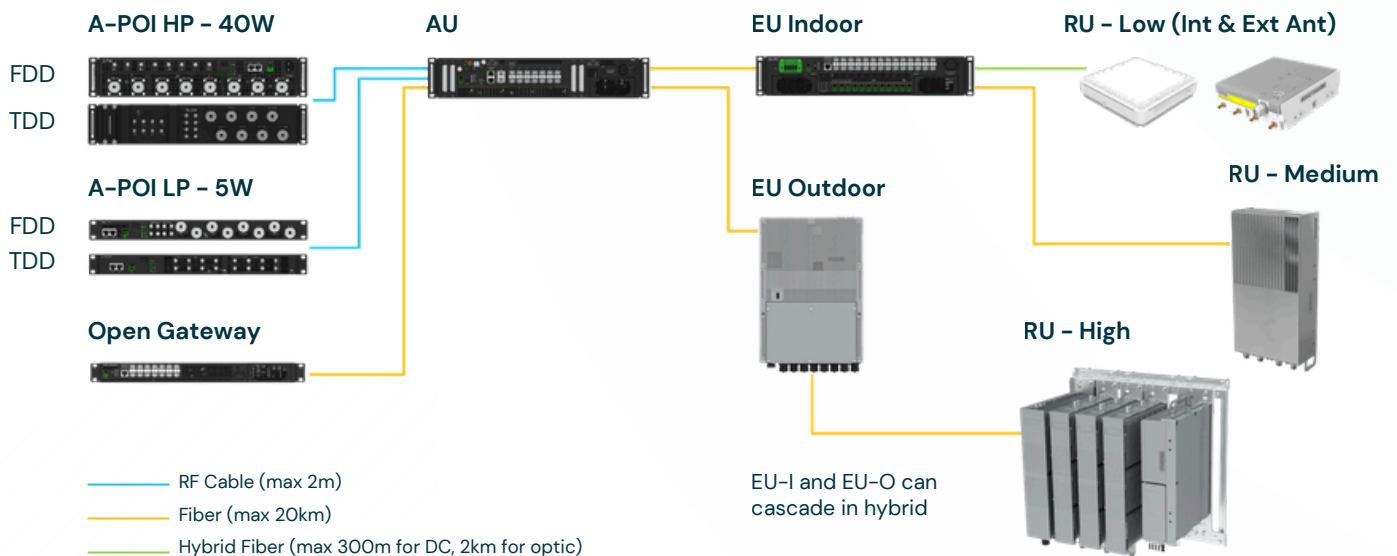 A-POI HP - 40W
AU
EU Indoor
RU - Low (Int & Ext Ant)
FDD
TDD
A-POI LP - 5W
EU Outdoor
RU - Medium
FDD
TDD
Open Gateway
RU - High
RF Cable (max 2m)
Fiber (max 20km)
Hybrid Fiber (max 300m for DC, 2km for optic)
EU-I and EU-O can
cascade in hybrid